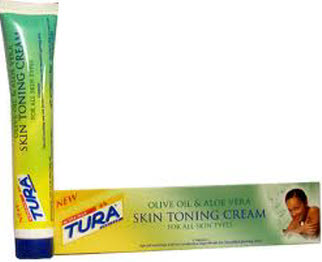 OLIVE OIL & ALOE VERA
SKIN TONING CREAM
FOR ALL SKIN TYPES
NEW
TURA
NEW
TURA
OLIVE OIL & ALOE VERA
SKIN TONING CREAM
FOR ALL SKIN TYPES